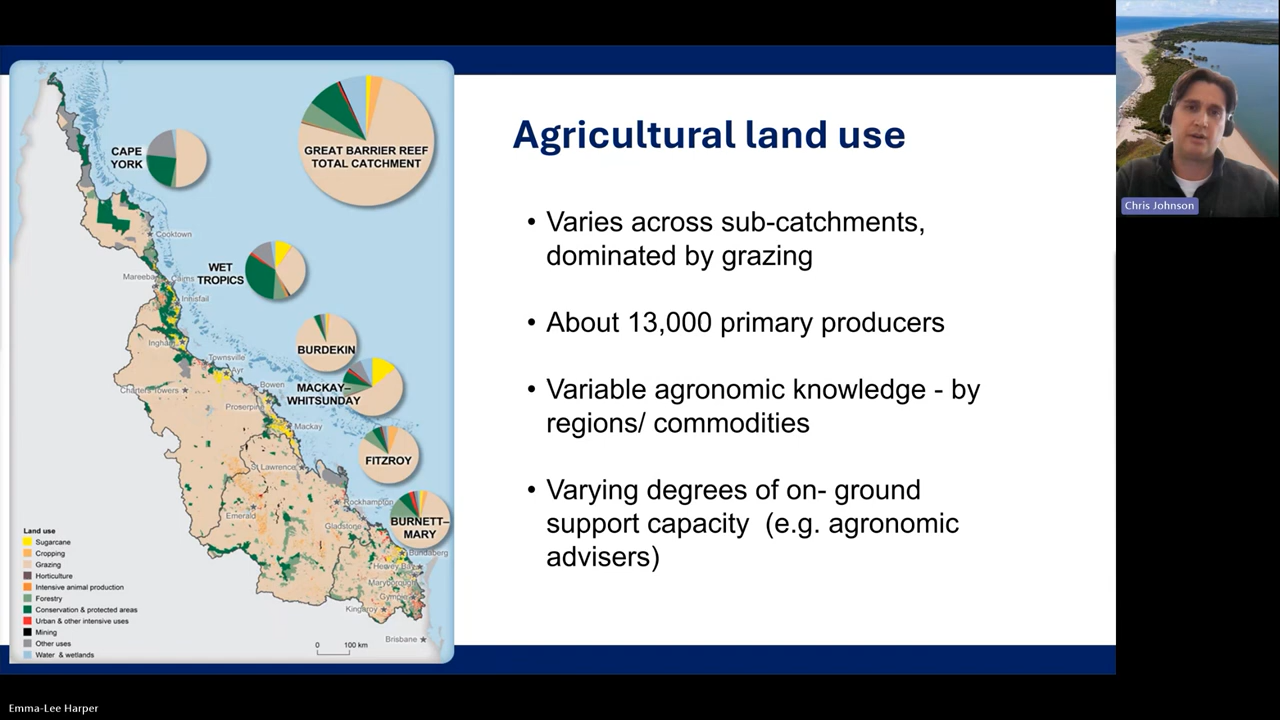 Agricultural land use
• Varies across sub-catchments,
dominated by grazing
• About 13,000 primary producers
• Variable agronomic knowledge - by
regions/ commodities
• Varying degrees of on- ground
support capacity (e.g. agronomic
advisers)
GREAT BARRIER REEF
TOTAL CATCHMENT
CAPE
YORK
Cooktown
WET
TROPICS
Mareeba
Cairns
Innisfail
Ingham
BURDEKIN
Townsville
Ayr
Charters Towers
Bowen
MACKAY–
WHITSUNDAY
Proserpine
Mackay
FITZROY
St Lawrence
Rockhampton
Emerald
Gladstone
BURNETT–
MARY
Bundaberg
Hervey Bay
Maryborough
Gympie
Kingaroy
Brisbane
0 100 km
Land use
Sugarcane
Cropping
Grazing
Horticulture
Intensive animal production
Forestry
Conservation & protected areas
Urban & other intensive uses
Mining
Other uses
Water & wetlands
Chris Johnson
Emma-Lee Harper